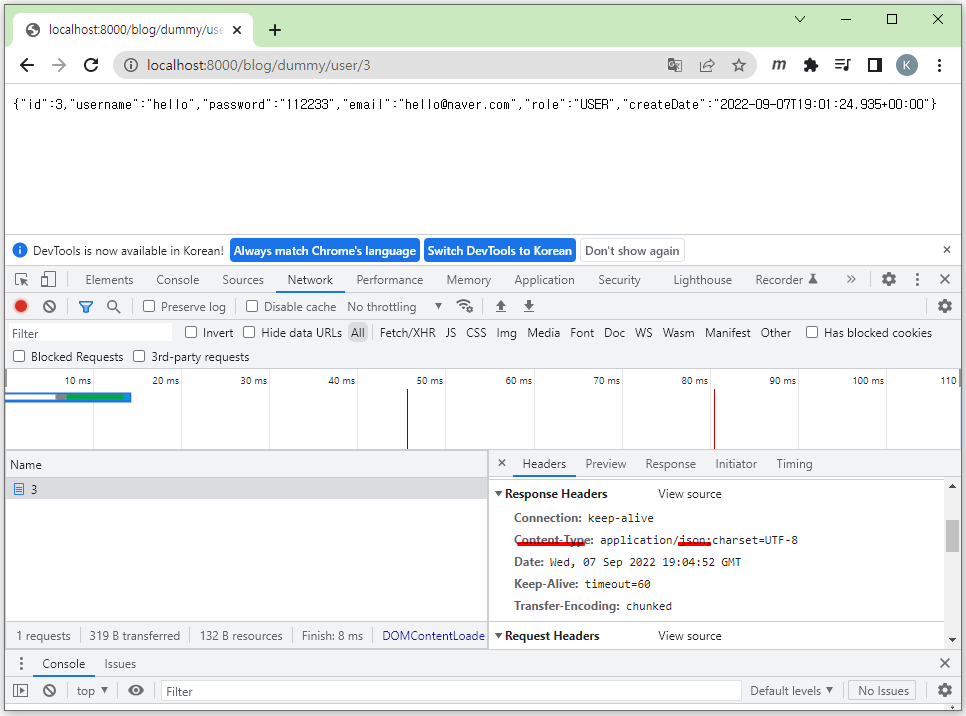 localhost:8000/blog/dummy/use
localhost:8000/blog/dummy/user/3
m
K
{"id":3,"username":"hello","password":"112233","email":"hello@naver.com","role":"USER","createDate":"2022-09-07T19:01:24.935+00:00"}
DevTools is now available in Korean! Always match Chrome's language Switch DevTools to Korean Don't show again
Elements Console Sources Network Performance Memory Application Security Lighthouse Recorder
Preserve log Disable cache No throttling
Filter Invert Hide data URLs All Fetch/XHR JS CSS Img Media Font Doc WS Wasm Manifest Other Has blocked cookies
Blocked Requests 3rd-party requests
10 ms 20 ms 30 ms 40 ms 50 ms 60 ms 70 ms 80 ms 90 ms 100 ms 110
Name
3
Headers Preview Response Initiator Timing
Response Headers View source
Connection: keep-alive
Content-Type: application/json;charset=UTF-8
Date: Wed, 07 Sep 2022 19:04:52 GMT
Keep-Alive: timeout=60
Transfer-Encoding: chunked
Request Headers View source
1 requests 319 B transferred 132 B resources Finish: 8 ms DOMContentLoade
Console Issues
top Filter Default levels No Issues